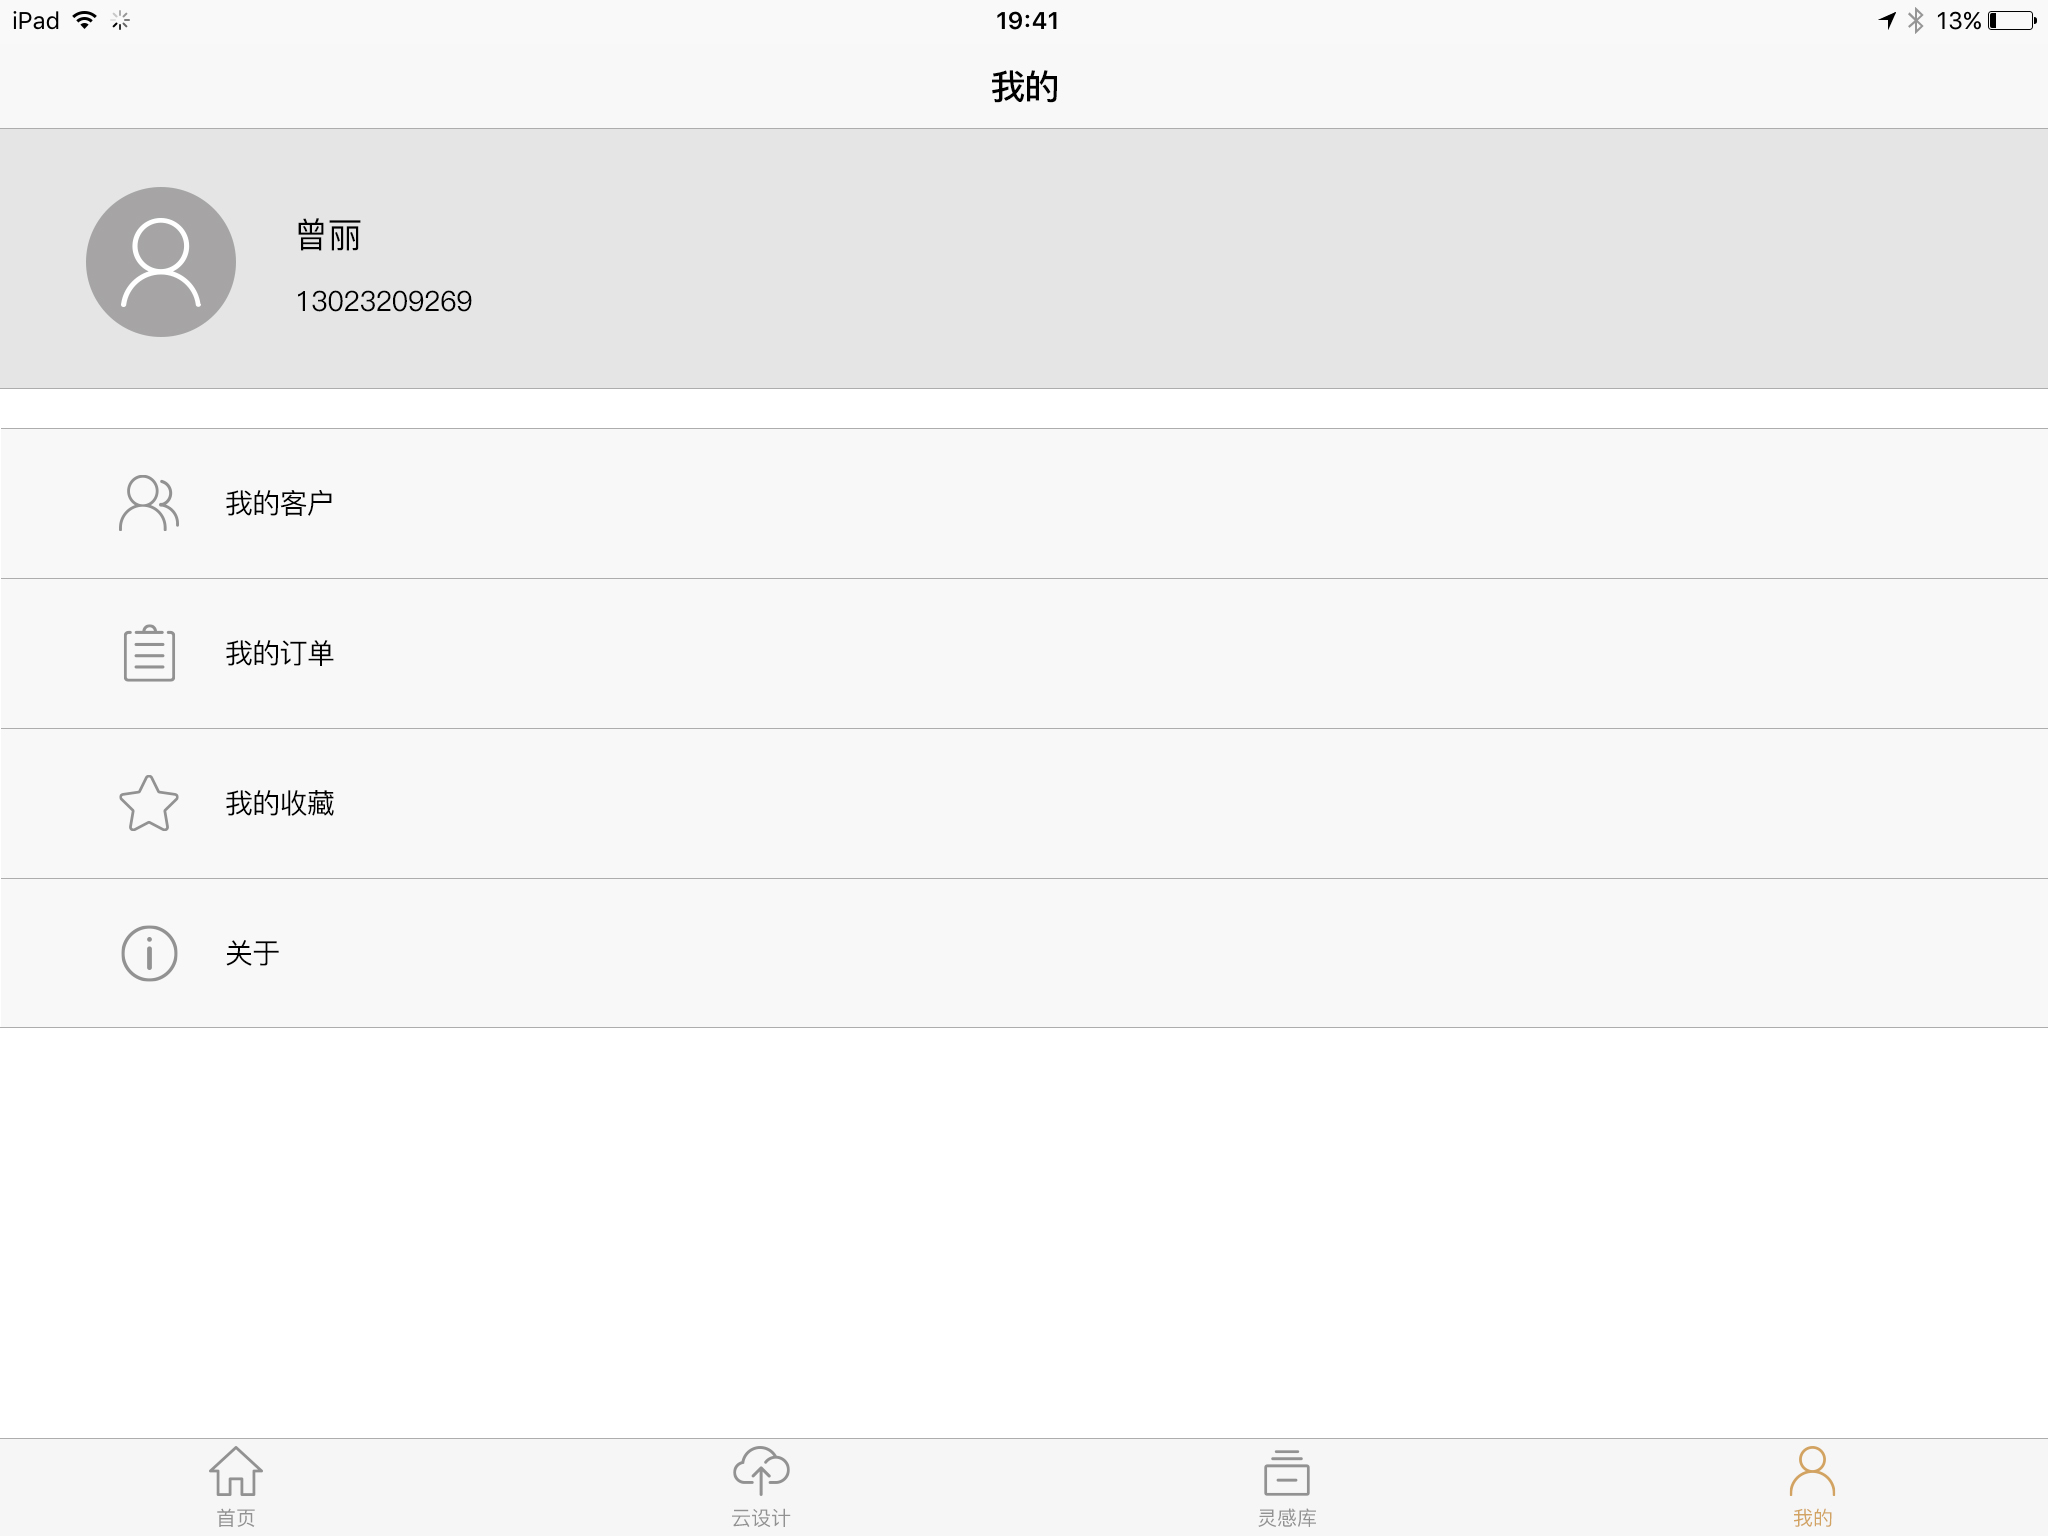 iPad 19:41 13%
我的
曾丽
13023209269
我的客户
我的订单
我的收藏
关于
首页 云设计 灵感库 我的